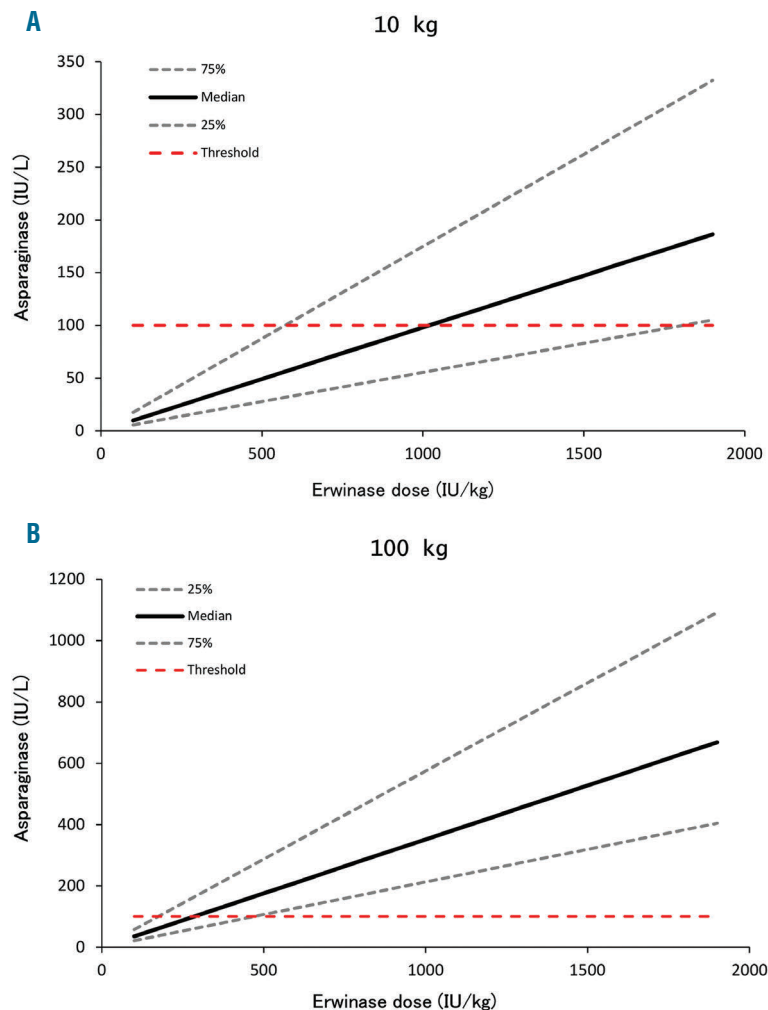 A
10 kg
75%
Median
25%
Threshold
350
300
250
200
150
100
50
0
Asparaginase (IU/L)
0
500
1000
1500
2000
Erwinase dose (IU/kg)
B
100 kg
25%
Median
75%
Threshold
1200
1000
800
600
400
200
0
Asparaginase (IU/L)
0
500
1000
1500
2000
Erwinase dose (IU/kg)